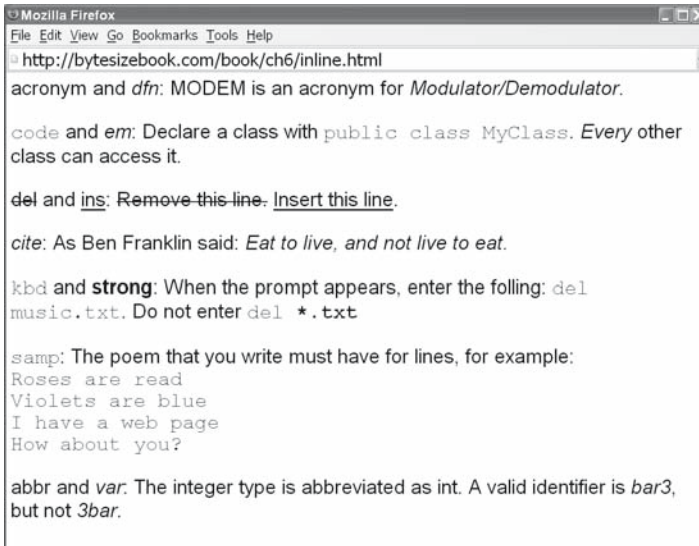 Mozilla Firefox
File Edit View Go Bookmarks Tools Help
http://bytesizebook.com/book/ch6/inline.html
acronym and dfn: MODEM is an acronym for Modulator/Demodulator.
code and em: Declare a class with public class MyClass. Every other
class can access it.
del and ins: Remove this line. Insert this line.
cite: As Ben Franklin said: Eat to live, and not live to eat.
kbd and strong: When the prompt appears, enter the folling: del
music.txt. Do not enter del *.txt
samp: The poem that you write must have for lines, for example:
Roses are read
Violets are blue
I have a web page
How about you?
abbr and var: The integer type is abbreviated as int. A valid identifier is bar3,
but not 3bar.